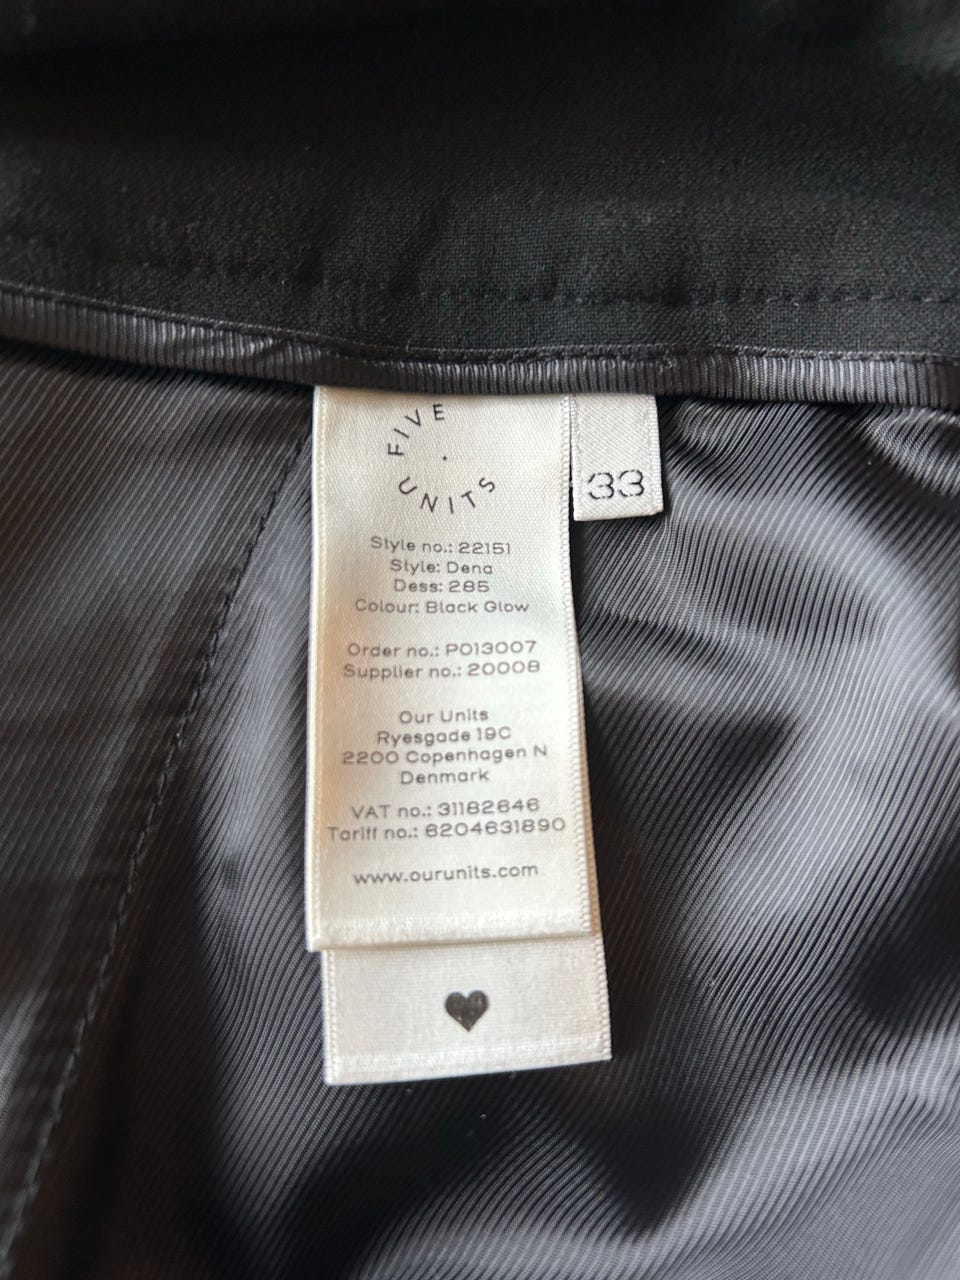 FIVE
UNITS
33
Style no.: 22151
Style: Dena
Dess: 285
Colour: Black Glow
Order no.: PO13007
Supplier no.: 20008
Our Units
Ryesgade 19C
2200 Copenhagen N
Denmark
VAT no.: 31182646
Tariff no.: 6204631890
www.ourunits.com